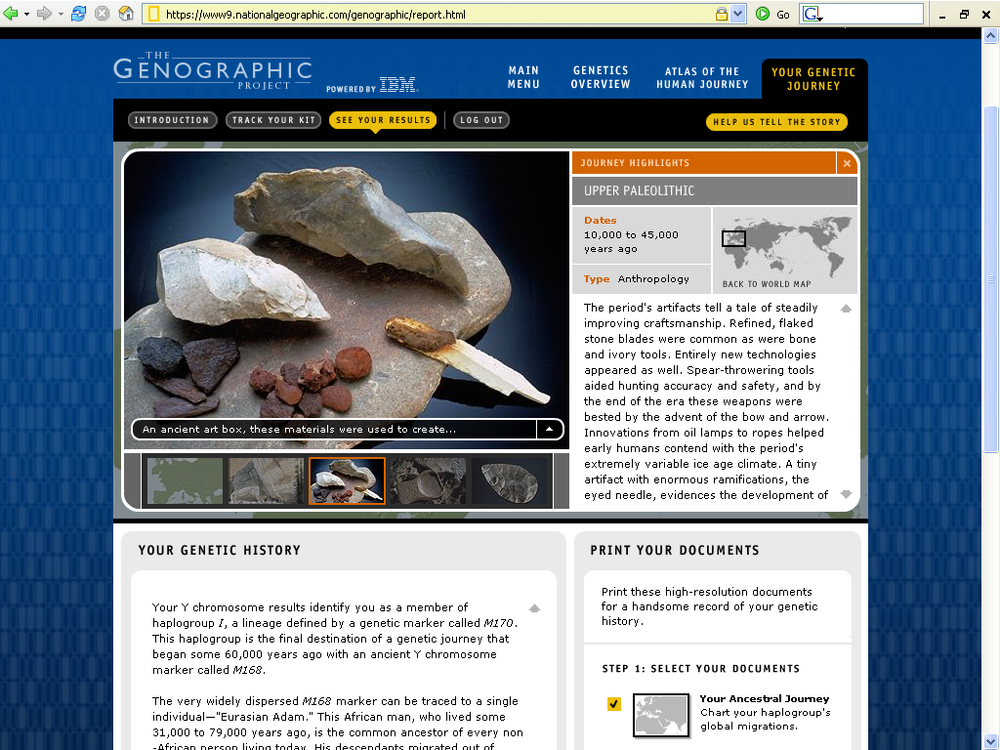 https://www9.nationalgeographic.com/genographic/report.html
Go
G
THE
GENOGRAPHIC
PROJECT
POWERED BY IBM
MAIN
MENU
GENETICS
OVERVIEW
ATLAS OF THE
HUMAN JOURNEY
YOUR GENETIC
JOURNEY
INTRODUCTION
TRACK YOUR KIT
SEE YOUR RESULTS
LOG OUT
HELP US TELL THE STORY
JOURNEY HIGHLIGHTS
UPPER PALEOLITHIC
Dates
10,000 to 45,000
years ago
Type Anthropology
BACK TO WORLD MAP
The period's artifacts tell a tale of steadily
improving craftsmanship. Refined, flaked
stone blades were common as were bone
and ivory tools. Entirely new technologies
appeared as well. Spear-throwering tools
aided hunting accuracy and safety, and by
the end of the era these weapons were
bested by the advent of the bow and arrow.
Innovations from oil lamps to ropes helped
early humans contend with the period's
extremely variable ice age climate. A tiny
artifact with enormous ramifications, the
eyed needle, evidences the development of
An ancient art box, these materials were used to create...
YOUR GENETIC HISTORY
Your Y chromosome results identify you as a member of
haplogroup I, a lineage defined by a genetic marker called M170.
This haplogroup is the final destination of a genetic journey that
began some 60,000 years ago with an ancient Y chromosome
marker called M168.
The very widely dispersed M168 marker can be traced to a single
individual—"Eurasian Adam." This African man, who lived some
31,000 to 79,000 years ago, is the common ancestor of every non
-African person living today. His descendants migrated out of
PRINT YOUR DOCUMENTS
Print these high-resolution documents
for a handsome record of your genetic
history.
STEP 1: SELECT YOUR DOCUMENTS
Your Ancestral Journey
Chart your haplogroup's
global migrations.